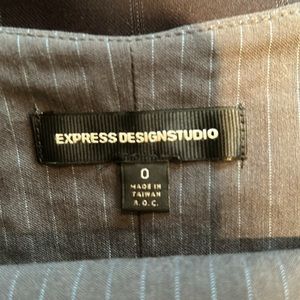 EXPRESS DESIGNSTUDIO
0
MADE IN
TAIWAN
R.O.C.